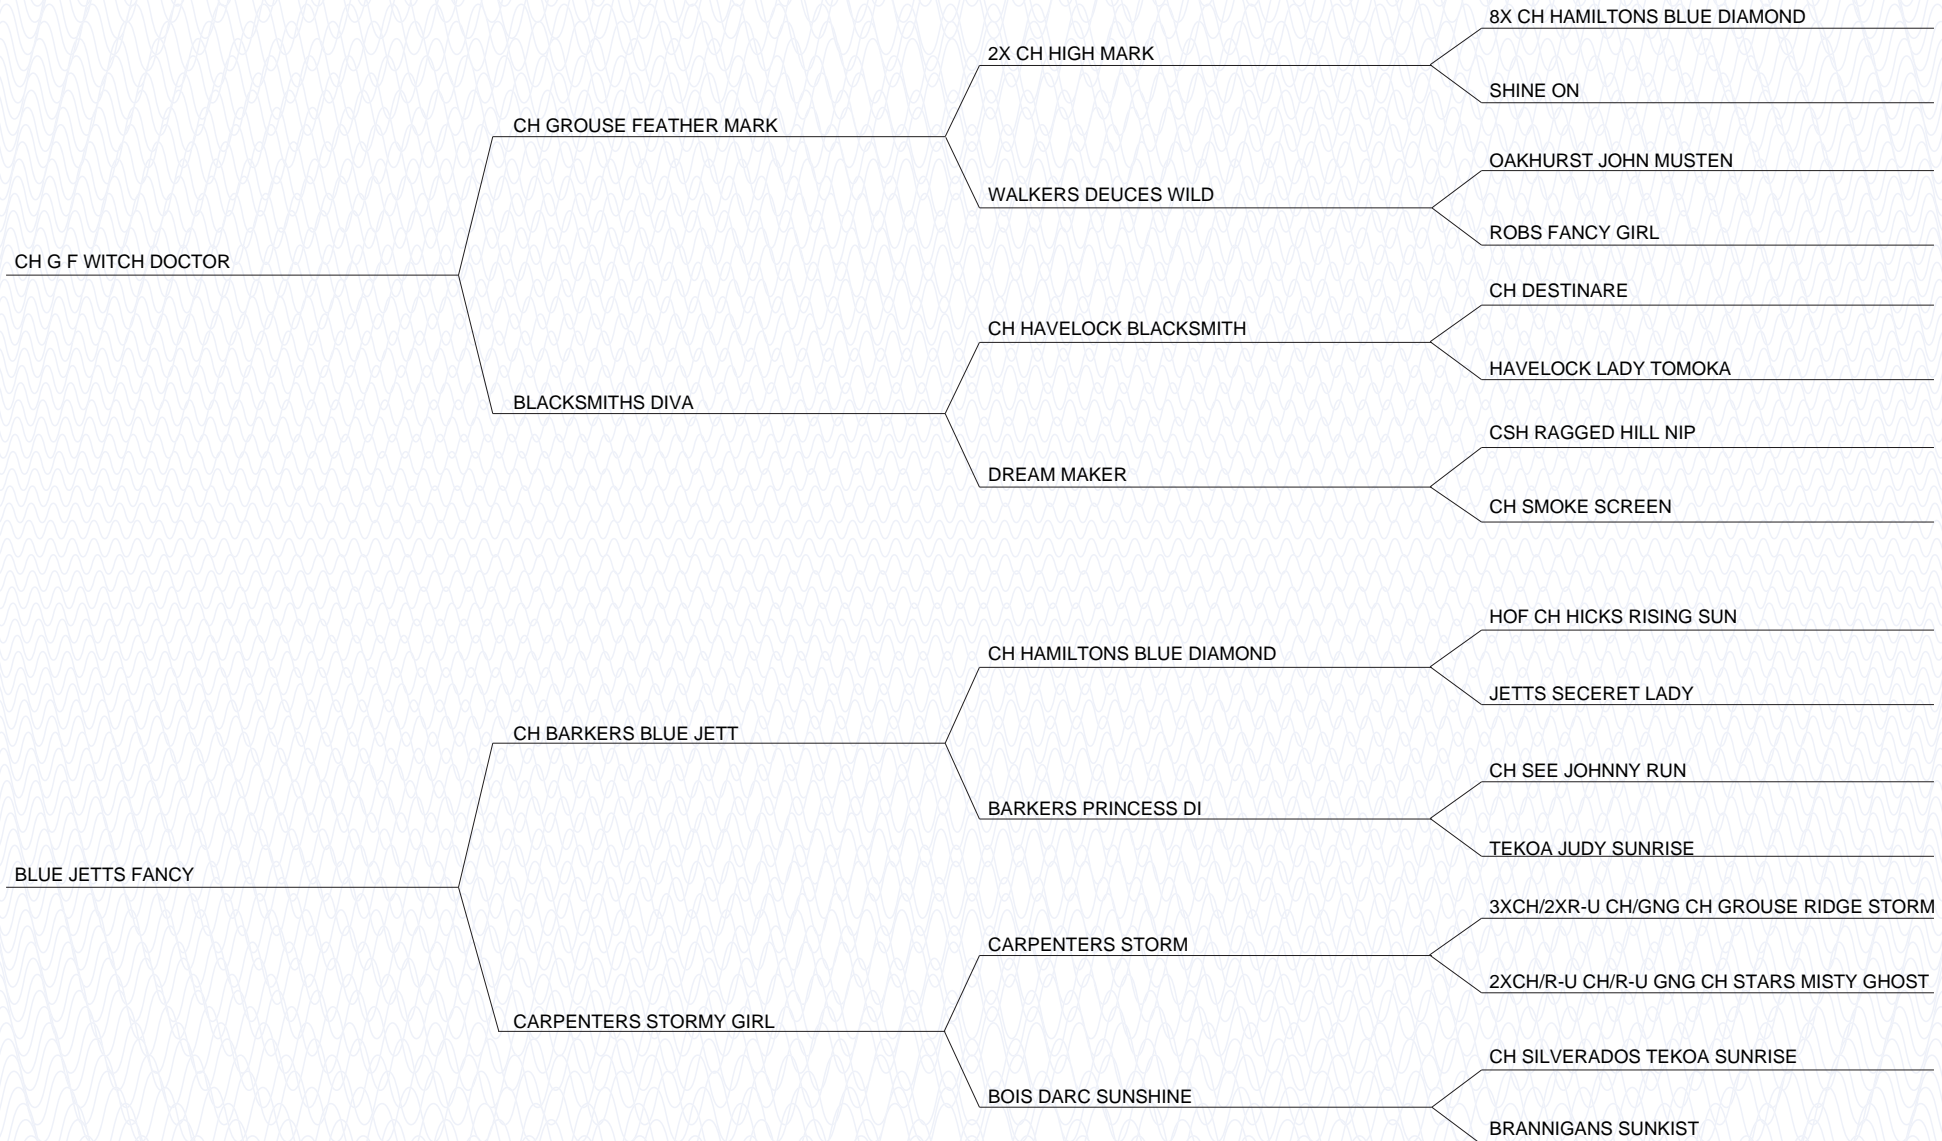 8X CH HAMILTONS BLUE DIAMOND
2X CH HIGH MARK
SHINE ON
CH GROUSE FEATHER MARK
OAKHURST JOHN MUSTEN
WALKERS DEUCES WILD
ROBS FANCY GIRL
CH G F WITCH DOCTOR
CH DESTINARE
CH HAVELOCK BLACKSMITH
HAVELOCK LADY TOMOKA
BLACKSMITHS DIVA
CSH RAGGED HILL NIP
DREAM MAKER
CH SMOKE SCREEN
HOF CH HICKS RISING SUN
CH HAMILTONS BLUE DIAMOND
JETTS SECERET LADY
CH BARKERS BLUE JETT
CH SEE JOHNNY RUN
BARKERS PRINCESS DI
TEKOA JUDY SUNRISE
BLUE JETTS FANCY
3XCH/2XR-U CH/GNG CH GROUSE RIDGE STORM
CARPENTERS STORM
2XCH/R-U CH/R-U GNG CH STARS MISTY GHOST
CARPENTERS STORMY GIRL
CH SILVERADOS TEKOA SUNRISE
BOIS DARC SUNSHINE
BRANNIGANS SUNKIST